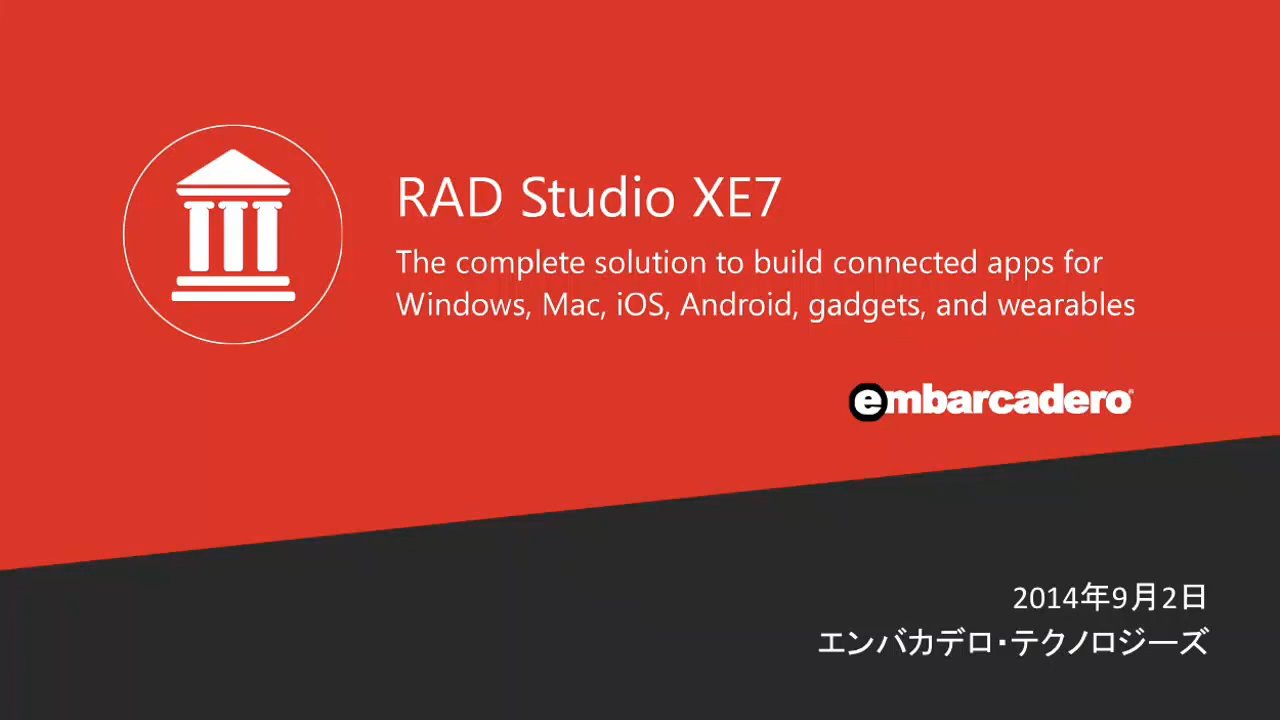 RAD Studio XE7
The complete solution to build connected apps for
Windows, Mac, iOS, Android, gadgets, and wearables
embarcadero®
2014年9月2日
エンバカデロ・テクノロジーズ